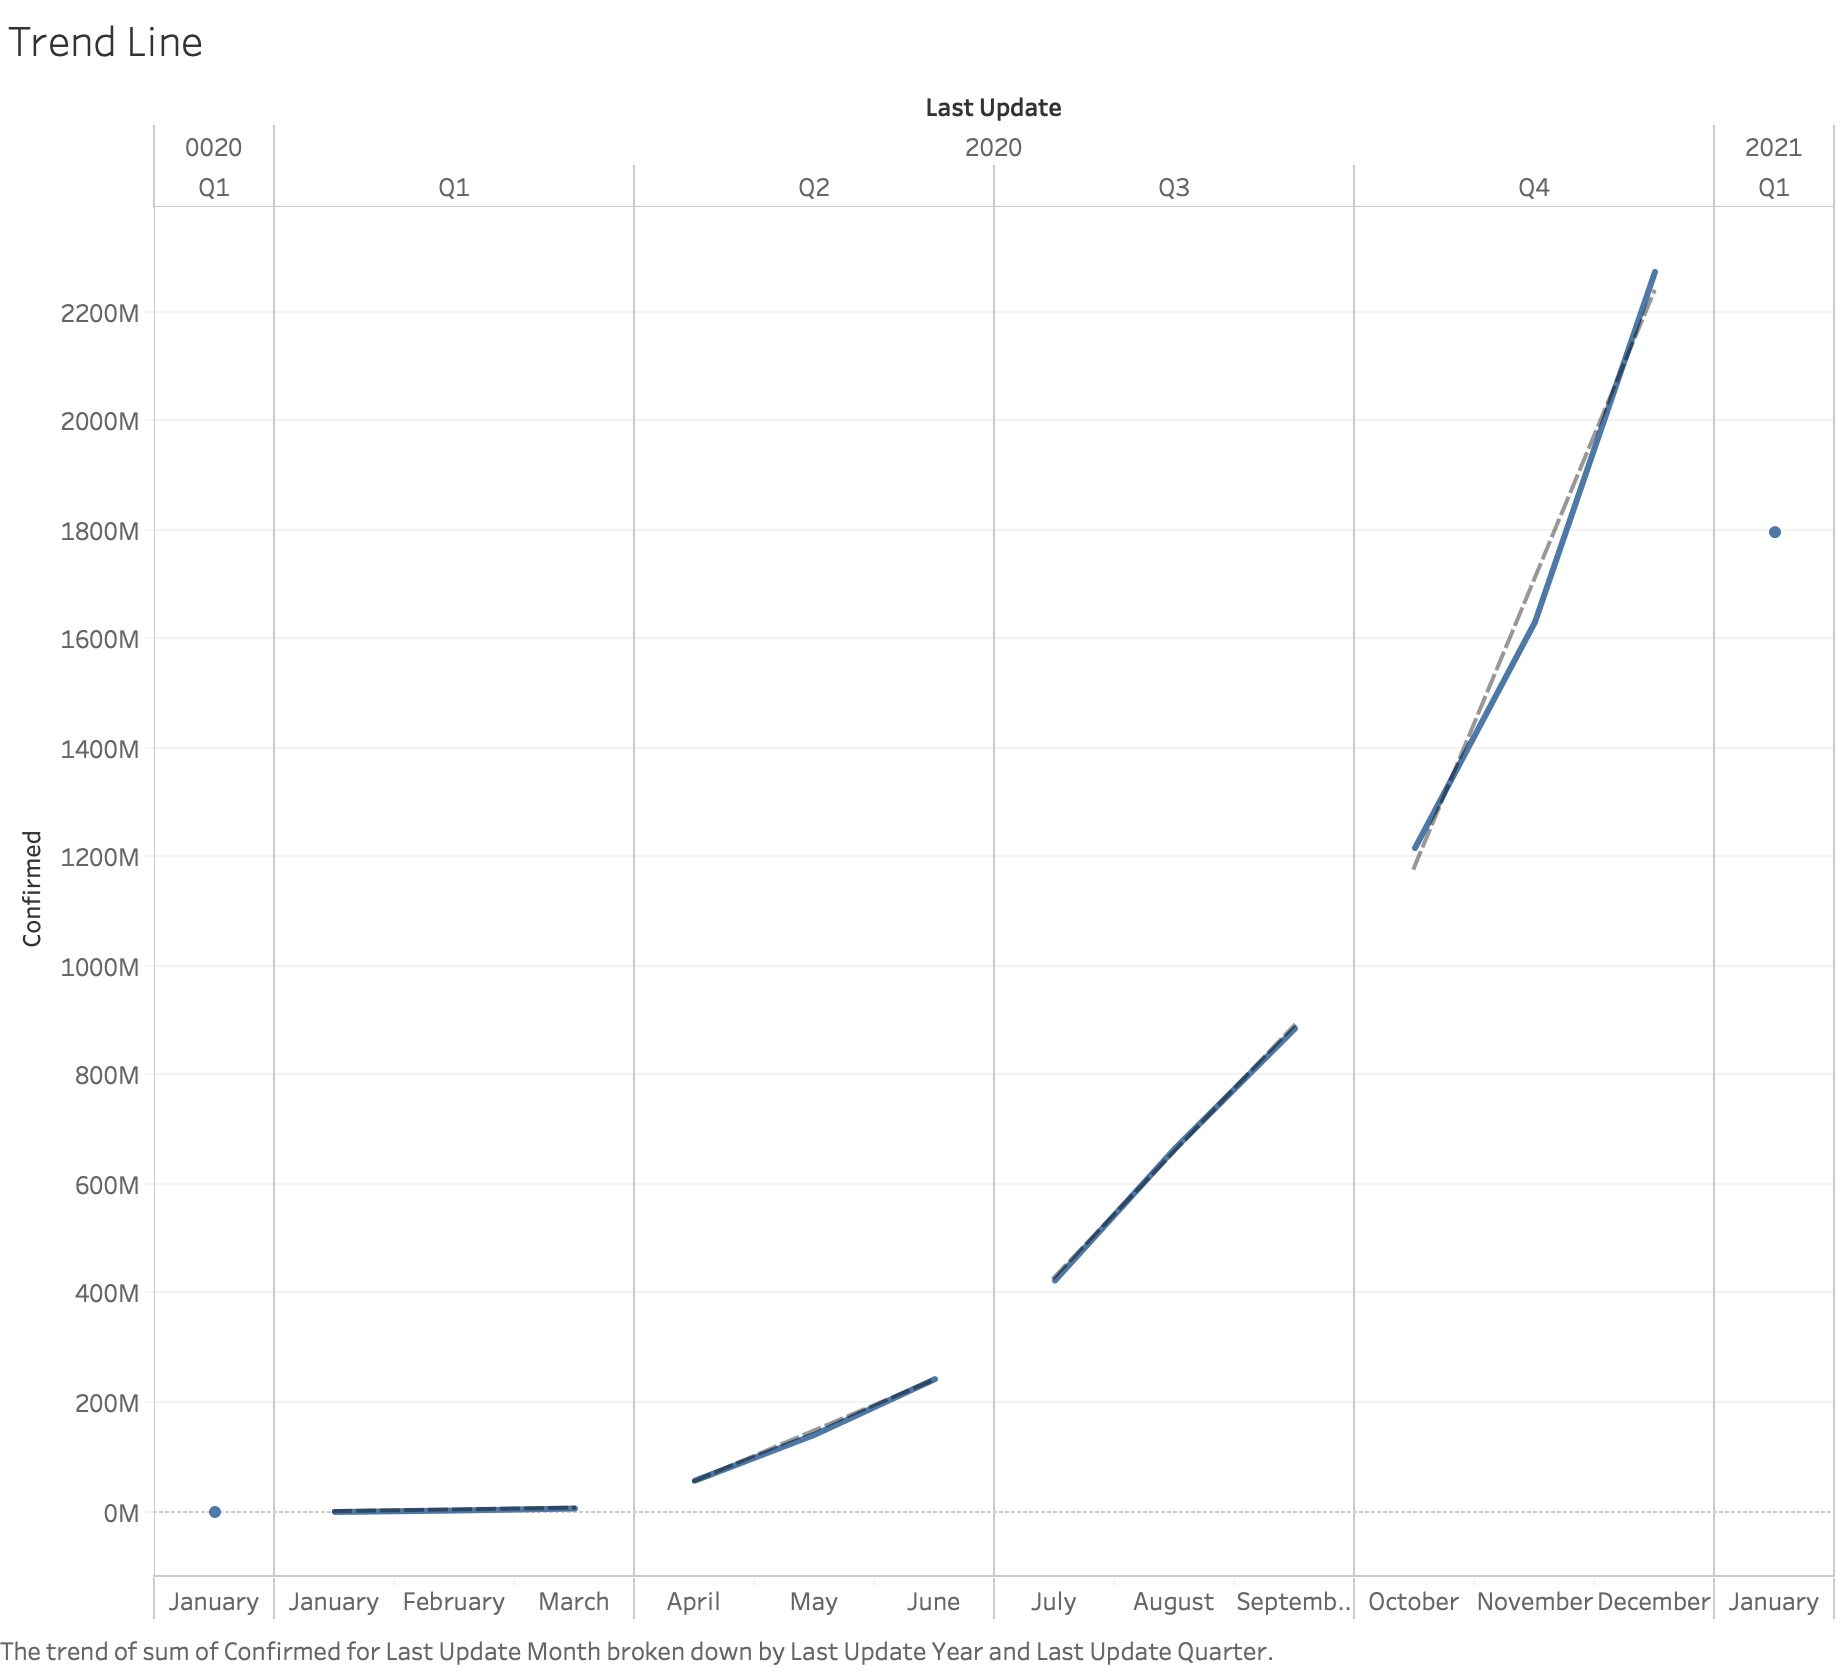 Trend Line
Last Update
0020 2020 2021
Q1 Q1 Q2 Q3 Q4 Q1
2200M
2000M
1800M
1600M
1400M
1200M
1000M
800M
600M
400M
200M
0M
Confirmed
January January February March April May June July August Septemb.. October November December January
The trend of sum of Confirmed for Last Update Month broken down by Last Update Year and Last Update Quarter.